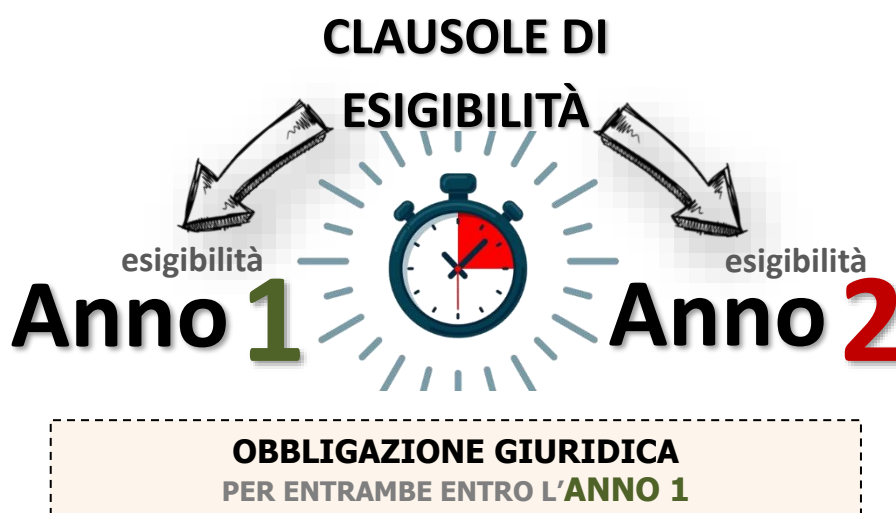 CLAUSOLE DI
ESIGIBILITÀ
esigibilità
Anno 1
esigibilità
Anno 2
OBBLIGAZIONE GIURIDICA
PER ENTRAMBE ENTRO L’ANNO 1